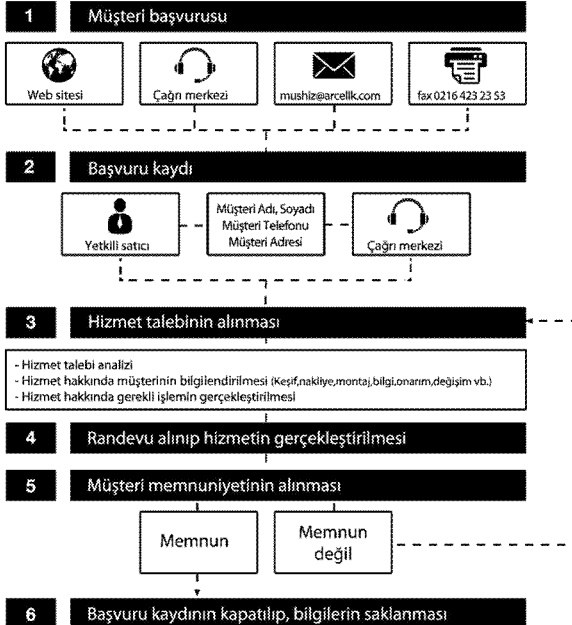 1 Müşteri başvurusu
Web sitesi
Çağrı merkezi
mushiz@arcelik.com
fax 0216 423 23 53
2 Başvuru kaydı
Yetkili satıcı
Müşteri Adı, Soyadı
Müşteri Telefonu
Müşteri Adresi
Çağrı merkezi
3 Hizmet talebinin alınması
- Hizmet talebi analizi
- Hizmet hakkında müşterinin bilgilendirilmesi (Keşif,nakliye,montaj,bilgi,onarım,değişim vb.)
- Hizmet hakkında gerekli işlemin gerçekleştirilmesi
4 Randevu alınıp hizmetin gerçekleştirilmesi
5 Müşteri memnuniyetinin alınması
Memnun
Memnun
değil
6 Başvuru kaydının kapatılıp, bilgilerin saklanması